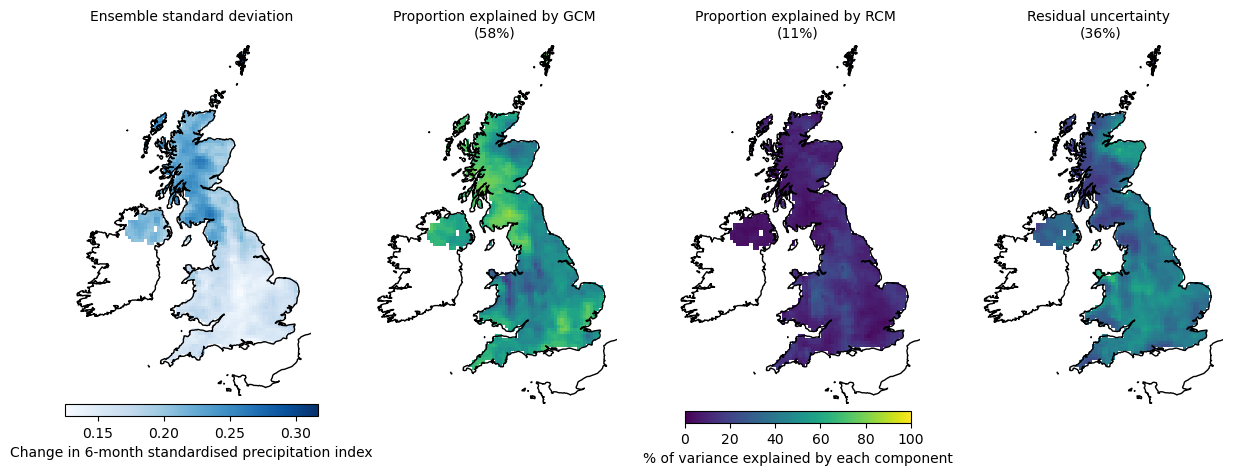 Ensemble standard deviation
Proportion explained by GCM
(58%)
Proportion explained by RCM
(11%)
Residual uncertainty
(36%)
0.15 0.20 0.25 0.30
Change in 6-month standardised precipitation index
0 20 40 60 80 100
% of variance explained by each component